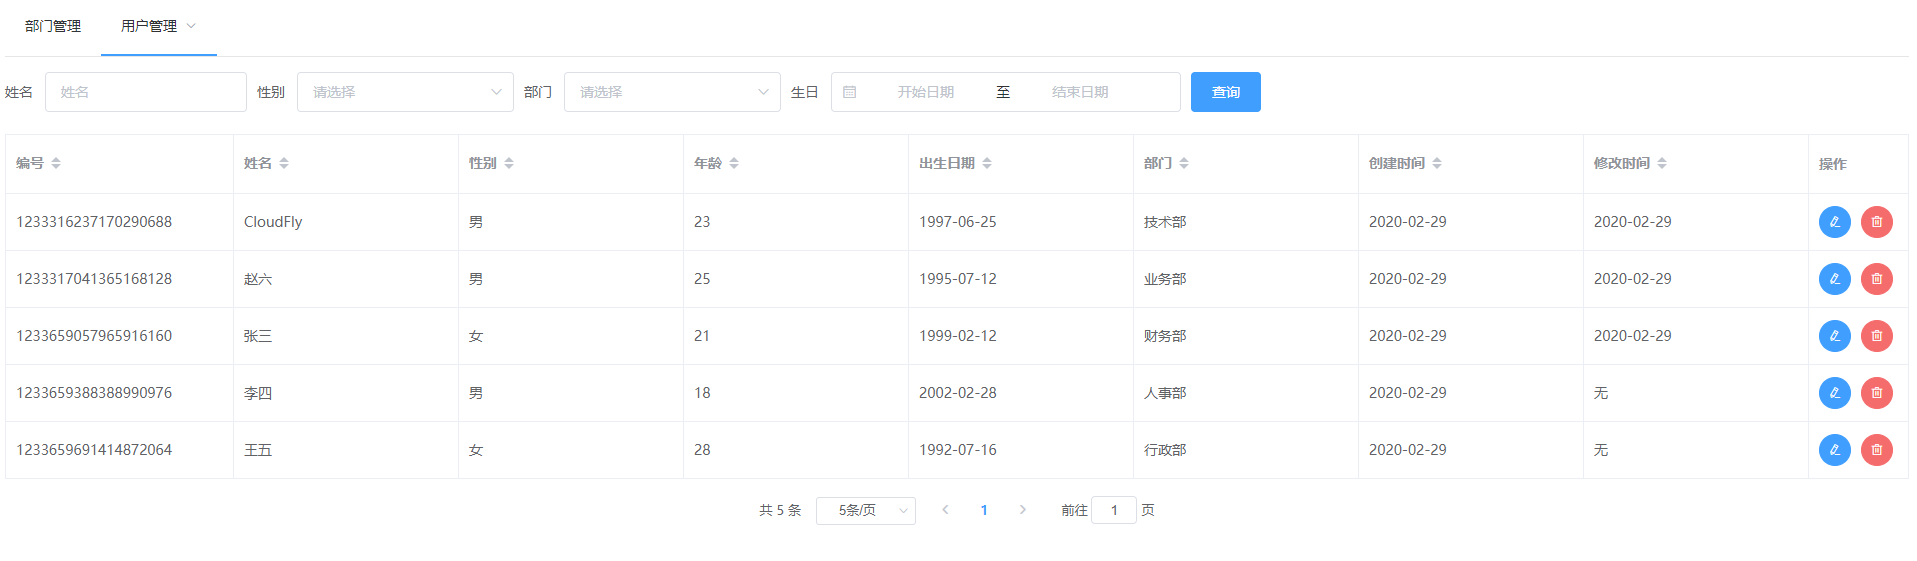 部门管理 用户管理
姓名 姓名 性别 请选择 部门 请选择 生日 开始日期 至 结束日期 查询
编号 姓名 性别 年龄 出生日期 部门 创建时间 修改时间 操作
1233316237170290688 CloudFly 男 23 1997-06-25 技术部 2020-02-29 2020-02-29
1233317041365168128 赵六 男 25 1995-07-12 业务部 2020-02-29 2020-02-29
1233659057965916160 张三 女 21 1999-02-12 财务部 2020-02-29 2020-02-29
1233659388388990976 李四 男 18 2002-02-28 人事部 2020-02-29 无
1233659691414872064 王五 女 28 1992-07-16 行政部 2020-02-29 无
共 5 条 5条/页 1 前往 1 页